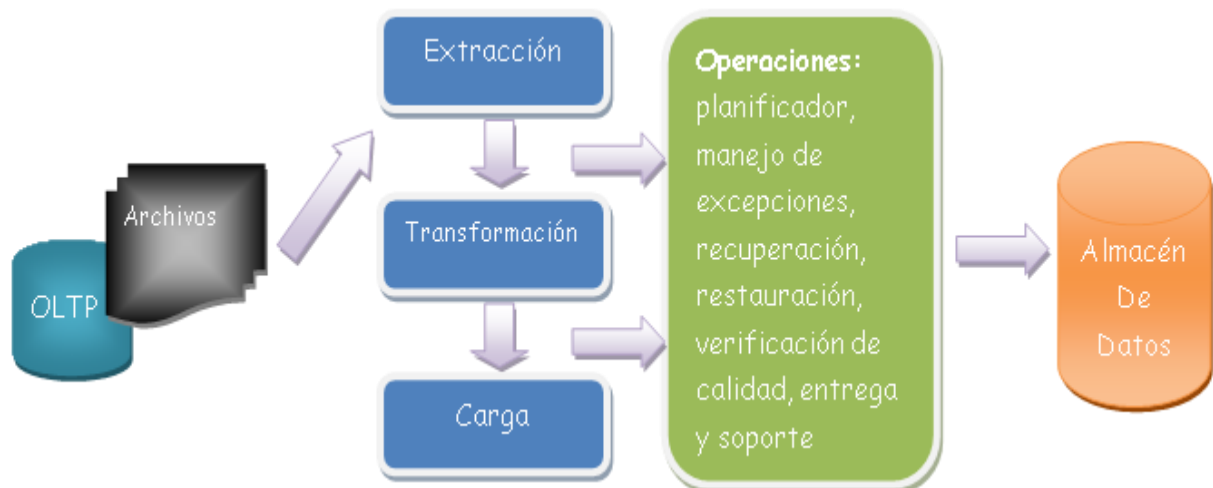 Archivos
OLTP
Extracción
Transformación
Carga
Operaciones:
planificador,
manejo de
excepciones,
recuperación,
restauración,
verificación de
calidad, entrega
y soporte
Almacén
De
Datos